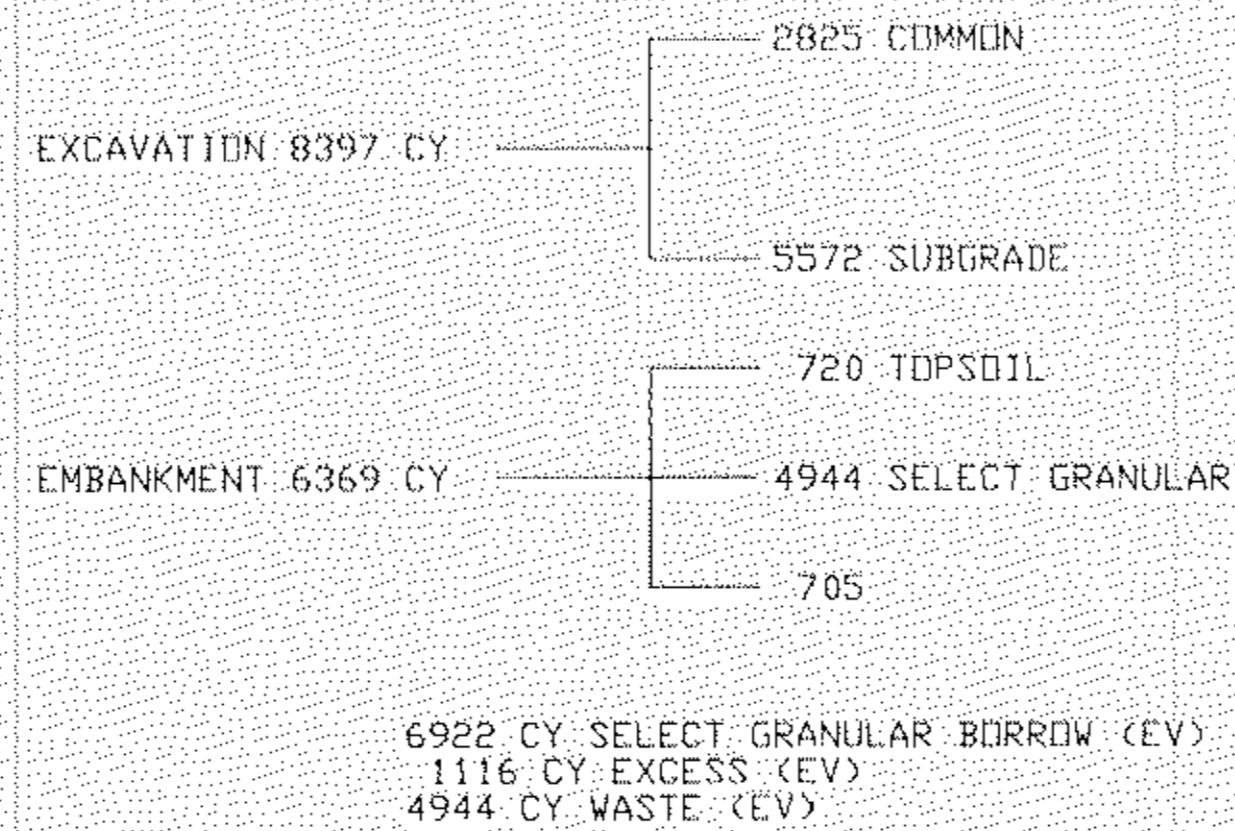 2825 COMMON
EXCAVATION 8397 CY
5572 SUBGRADE
720 TOPSOIL
EMBANKMENT 6369 CY
4944 SELECT GRANULAR
705
6922 CY SELECT GRANULAR BORROW (EV)
1116 CY EXCESS (EV)
4944 CY WASTE (EV)